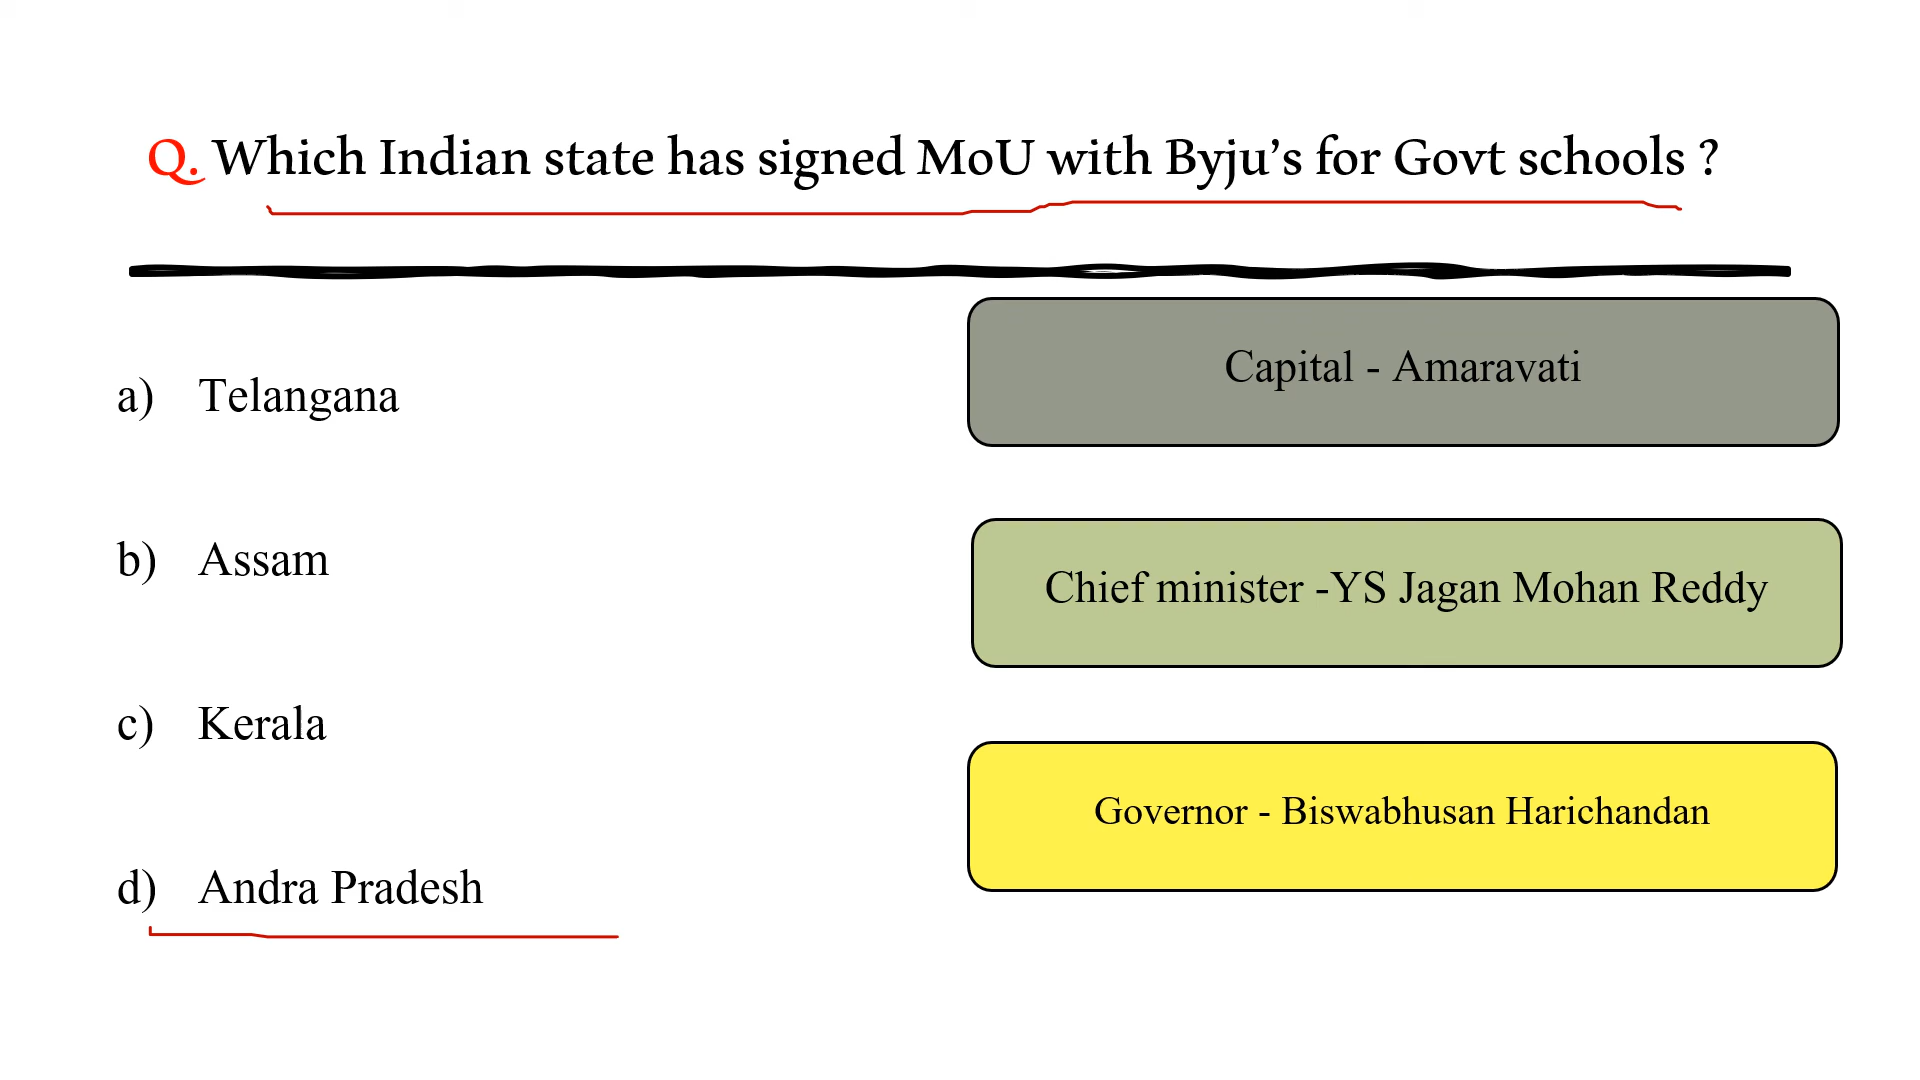 Q. Which Indian state has signed MoU with Byju’s for Govt schools ?
a) Telangana
b) Assam
c) Kerala
d) Andra Pradesh
Capital - Amaravati
Chief minister -YS Jagan Mohan Reddy
Governor - Biswabhusan Harichandan